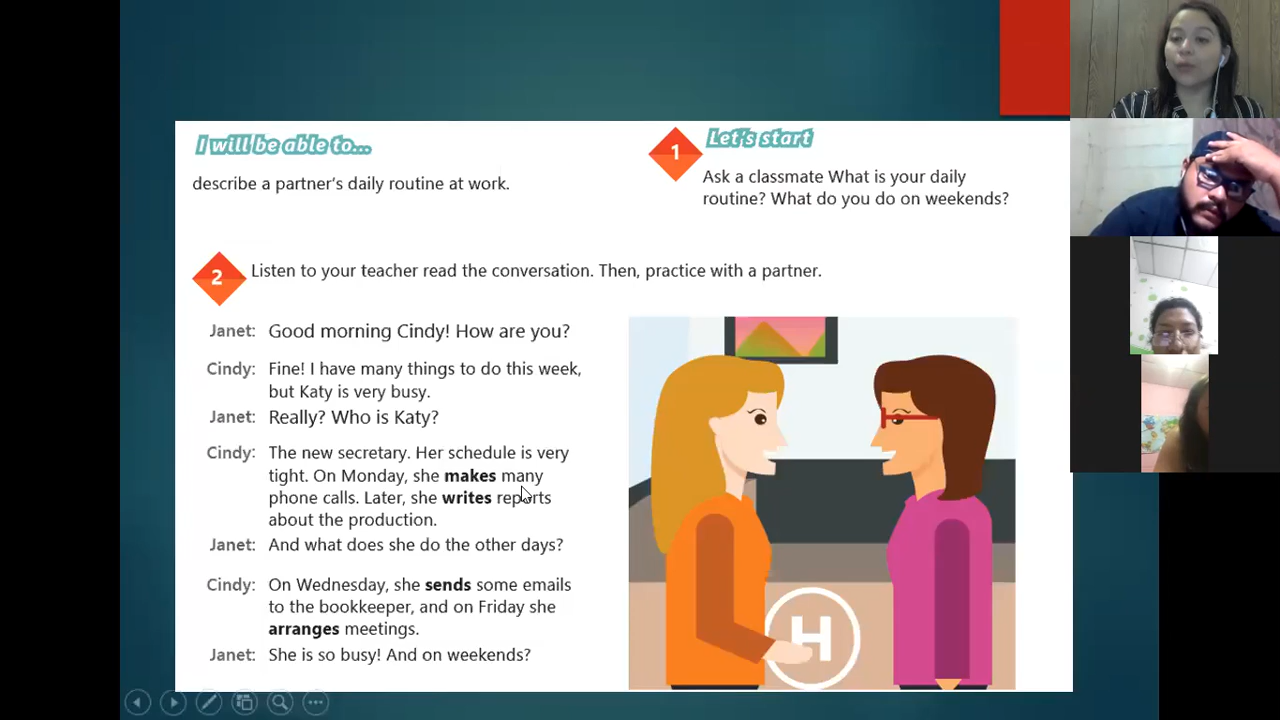 I will be able to...
describe a partner's daily routine at work.
1
Let's start
Ask a classmate What is your daily
routine? What do you do on weekends?
2
Listen to your teacher read the conversation. Then, practice with a partner.
Janet: Good morning Cindy! How are you?
Cindy: Fine! I have many things to do this week,
but Katy is very busy.
Janet: Really? Who is Katy?
Cindy: The new secretary. Her schedule is very
tight. On Monday, she makes many
phone calls. Later, she writes reports
about the production.
Janet: And what does she do the other days?
Cindy: On Wednesday, she sends some emails
to the bookkeeper, and on Friday she
arranges meetings.
Janet: She is so busy! And on weekends?
H